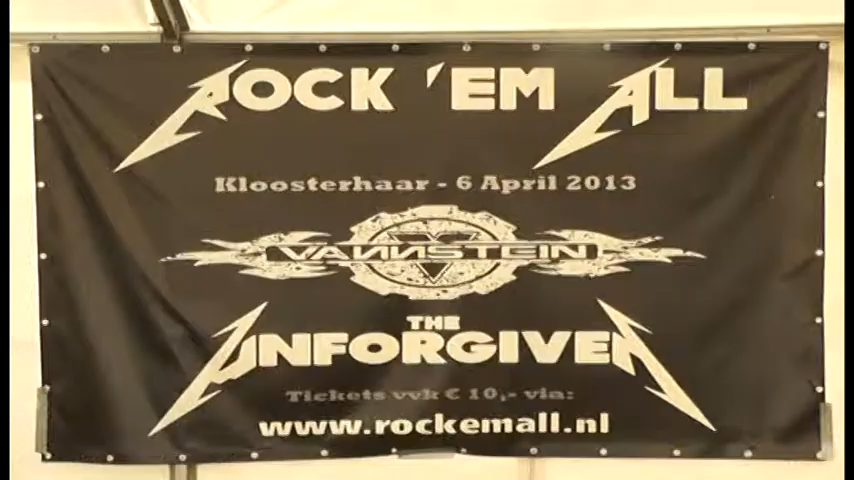 ROCK 'EM ALL
Kloosterhaar - 6 April 2013
VANNSTEIN
THE
UNFORGIVEN
Tickets vvk € 10,- via:
www.rockemall.nl